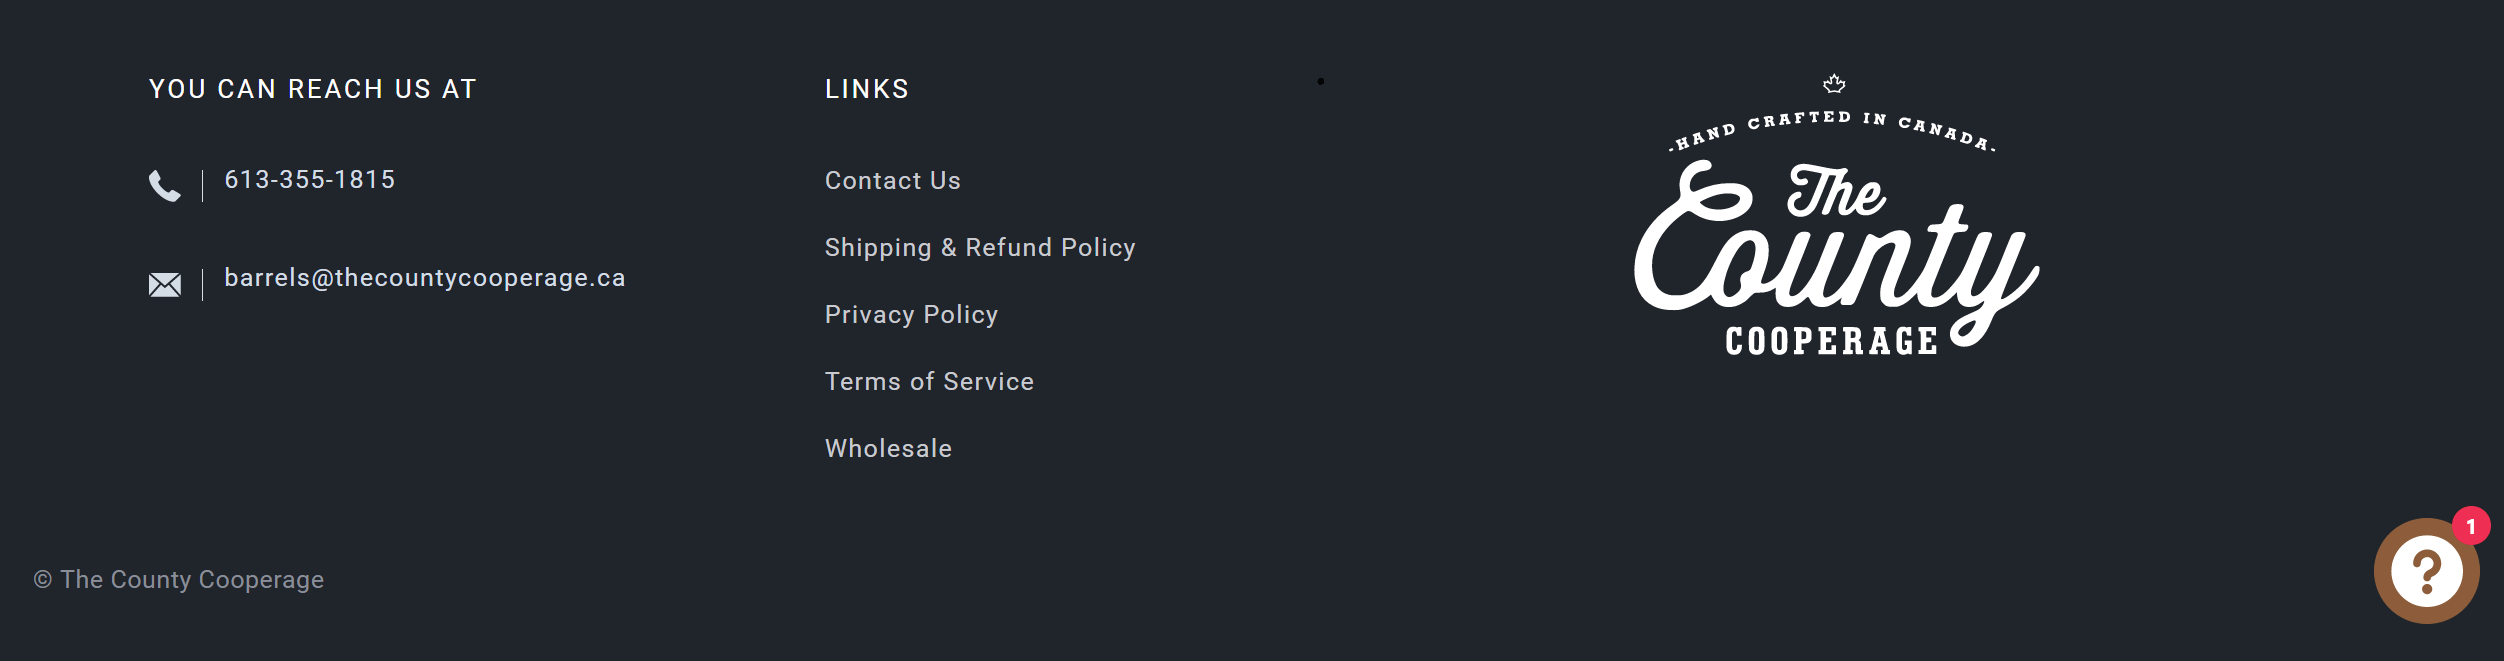 YOU CAN REACH US AT
613-355-1815
barrels@thecountycooperage.ca
LINKS
Contact Us
Shipping & Refund Policy
Privacy Policy
Terms of Service
Wholesale
-HAND CRAFTED IN CANADA-
The
County
COOPERAGE
1
?
© The County Cooperage